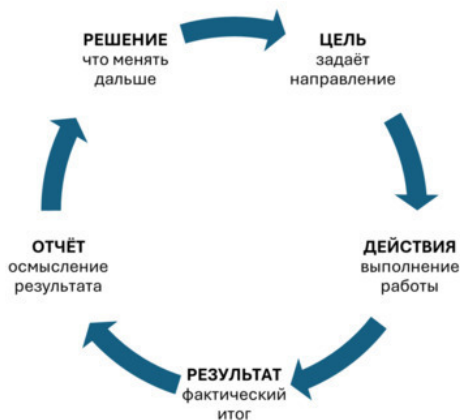 РЕШЕНИЕ
что менять
дальше
ЦЕЛЬ
задаёт
направление
ДЕЙСТВИЯ
выполнение
работы
РЕЗУЛЬТАТ
фактический
итог
ОТЧЁТ
осмысление
результата